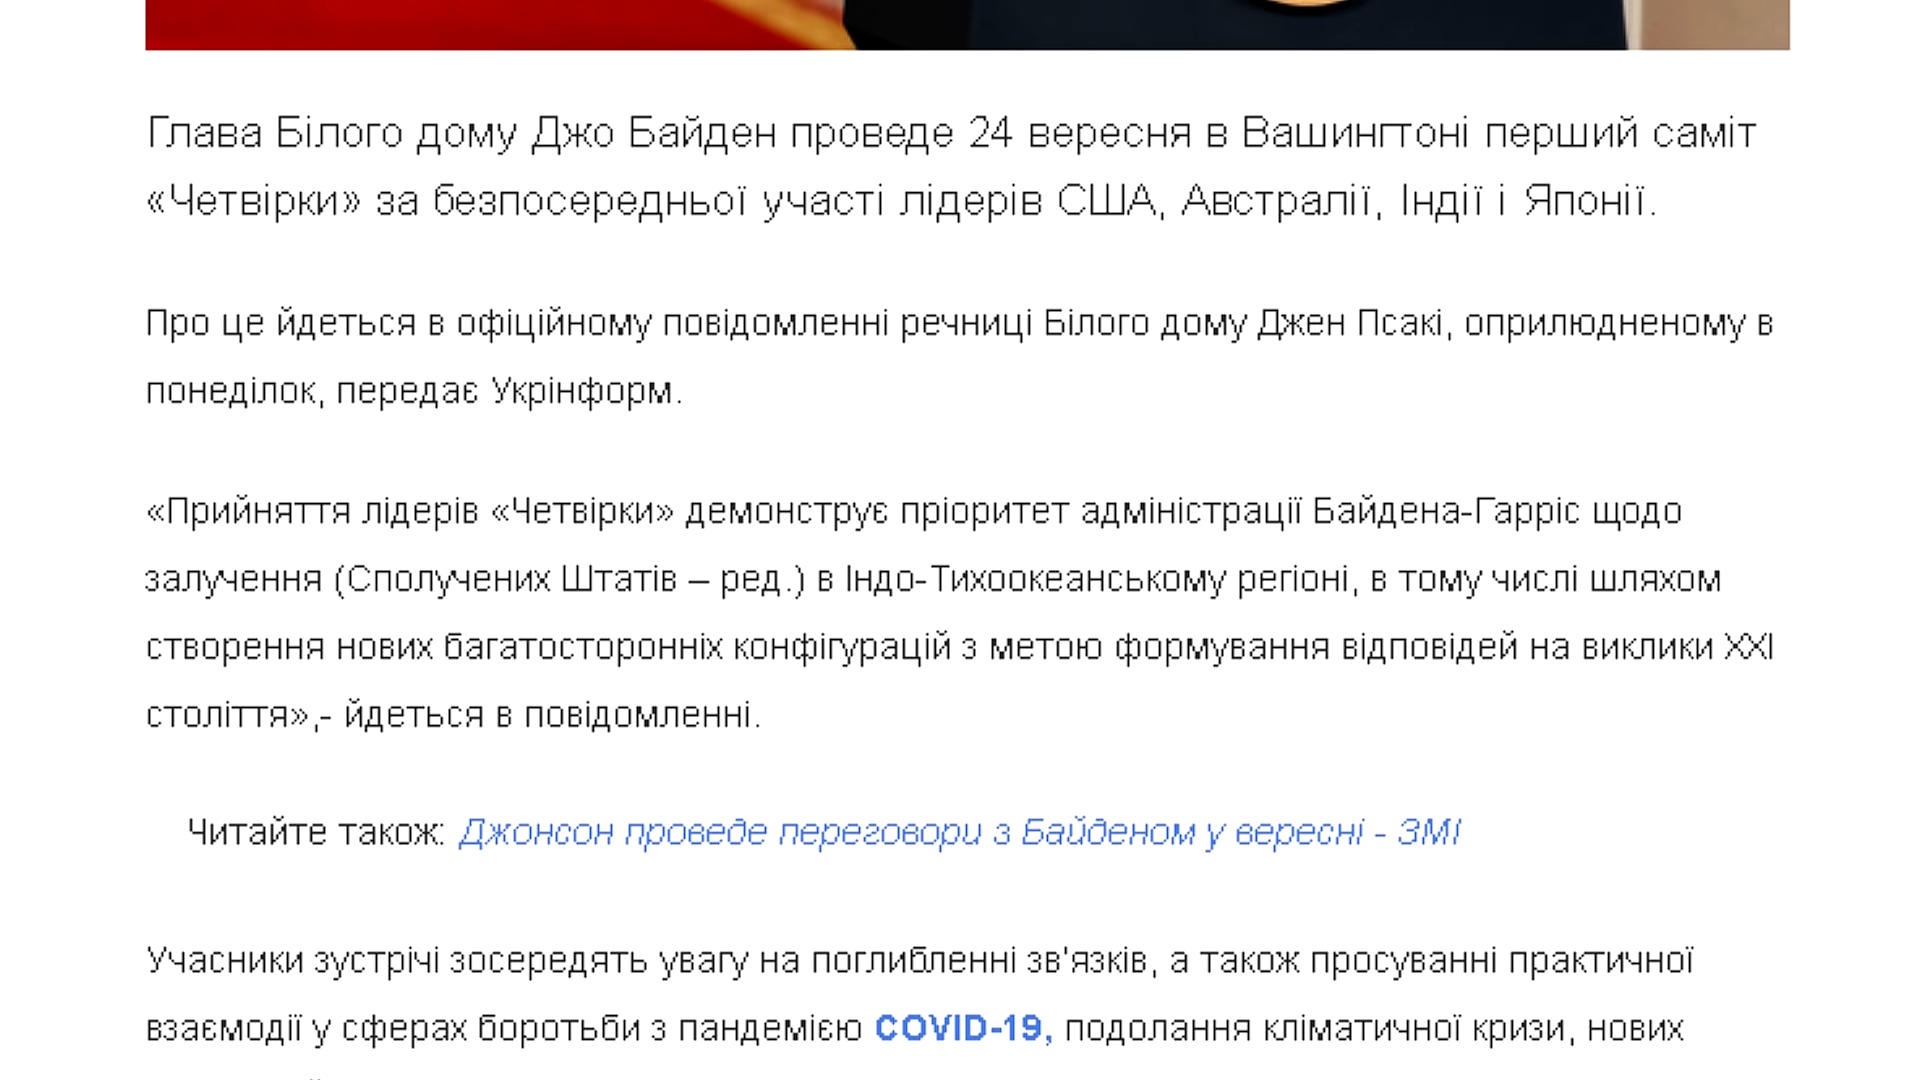 Глава Білого дому Джо Байден проведе 24 вересня в Вашингтоні перший саміт
«Четвірки» за безпосередньої участі лідерів США, Австралії, Індії і Японії.
Про це йдеться в офіційному повідомленні речниці Білого дому Джен Псакі, оприлюдненому в
понеділок, передає Укрінформ.
«Прийняття лідерів «Четвірки» демонструє пріоритет адміністрації Байдена-Гарріс щодо
залучення (Сполучених Штатів – ред.) в Індо-Тихоокеанському регіоні, в тому числі шляхом
створення нових багатосторонніх конфігурацій з метою формування відповідей на виклики XXI
століття»,- йдеться в повідомленні.
Читайте також: Джонсон проведе переговори з Байденом у вересні - ЗМІ
Учасники зустрічі зосередять увагу на поглибленні зв'язків, а також просуванні практичної
взаємодії у сферах боротьби з пандемією COVID-19, подолання кліматичної кризи, нових